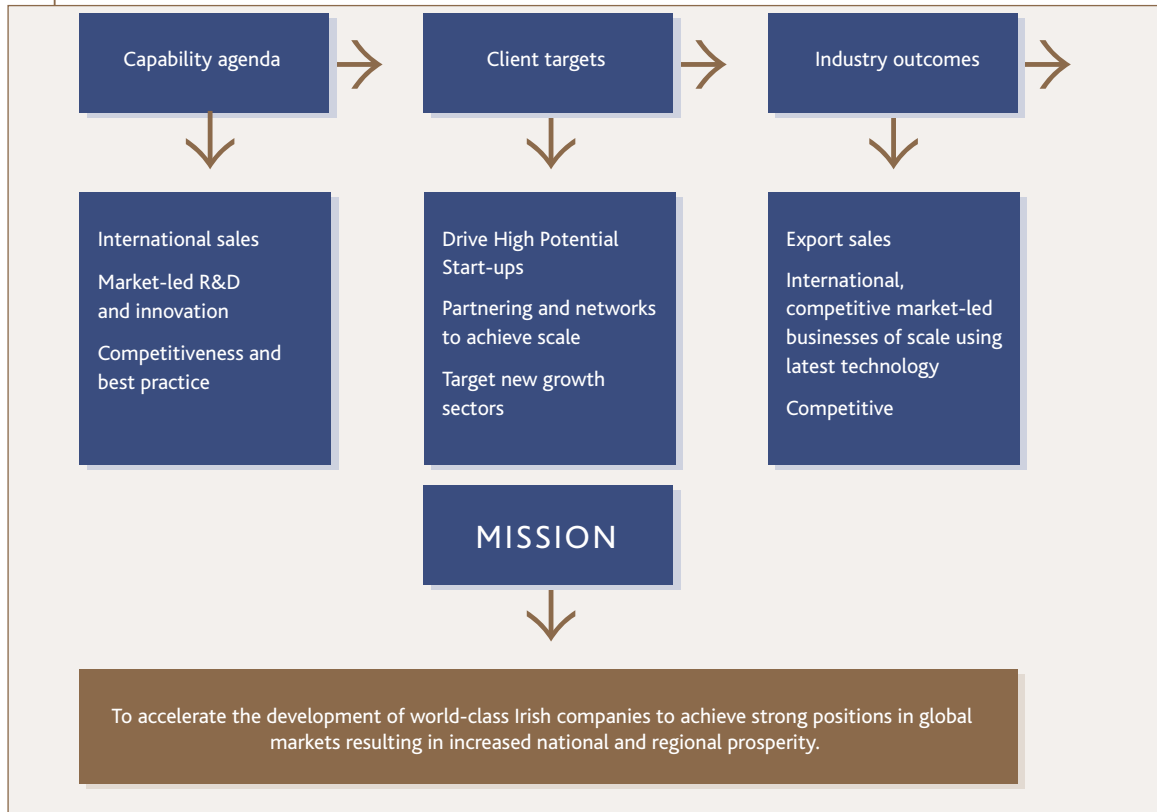 Capability agenda
Client targets
Industry outcomes
International sales
Market-led R&D
and innovation
Competitiveness and
best practice
Drive High Potential
Start-ups
Partnering and networks
to achieve scale
Target new growth
sectors
Export sales
International,
competitive market-led
businesses of scale using
latest technology
Competitive
MISSION
To accelerate the development of world-class Irish companies to achieve strong positions in global
markets resulting in increased national and regional prosperity.